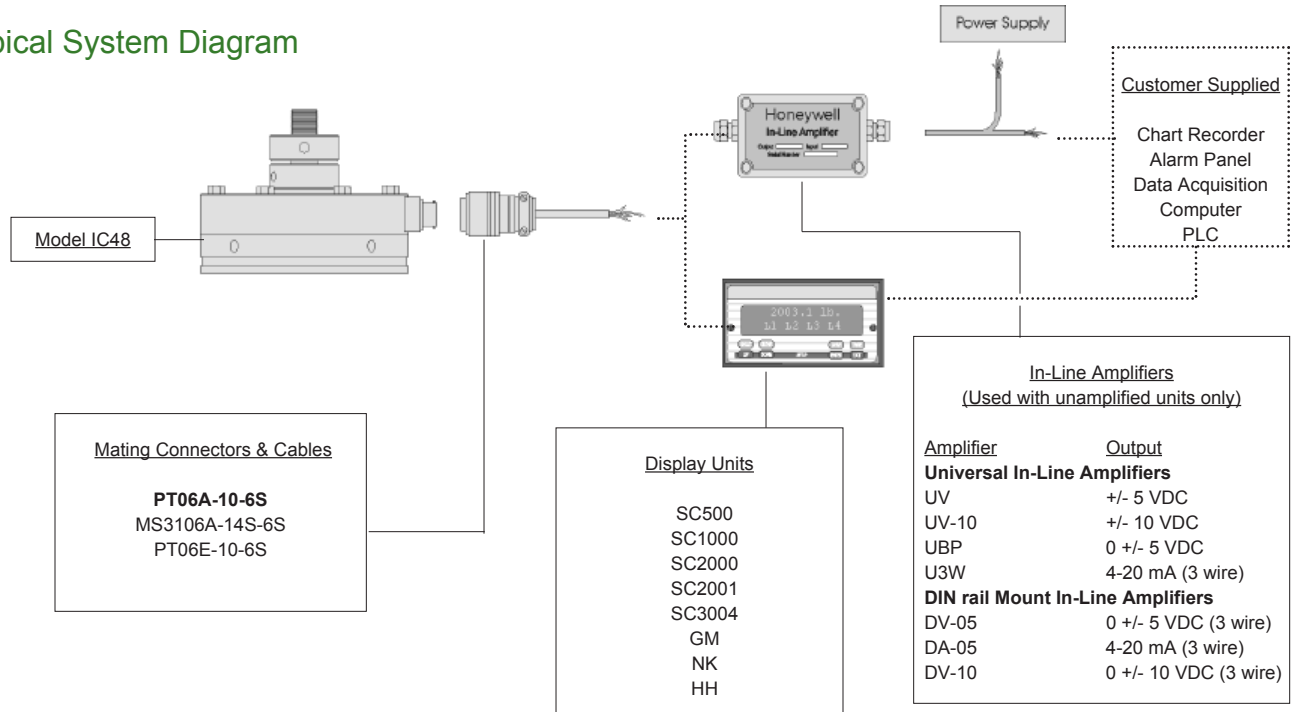 pical System Diagram
Power Supply
Customer Supplied
Chart Recorder
Alarm Panel
Data Acquisition
Computer
PLC
Honeywell
In-Line Amplifier
Output Input
Serial Number
Model IC48
2003.1 lb.
L1 L2 L3 L4
Mating Connectors & Cables
PT06A-10-6S
MS3106A-14S-6S
PT06E-10-6S
Display Units
SC500
SC1000
SC2000
SC2001
SC3004
GM
NK
HH
In-Line Amplifiers
(Used with unamplified units only)
Amplifier Output
Universal In-Line Amplifiers
UV +/- 5 VDC
UV-10 +/- 10 VDC
UBP 0 +/- 5 VDC
U3W 4-20 mA (3 wire)
DIN rail Mount In-Line Amplifiers
DV-05 0 +/- 5 VDC (3 wire)
DA-05 4-20 mA (3 wire)
DV-10 0 +/- 10 VDC (3 wire)